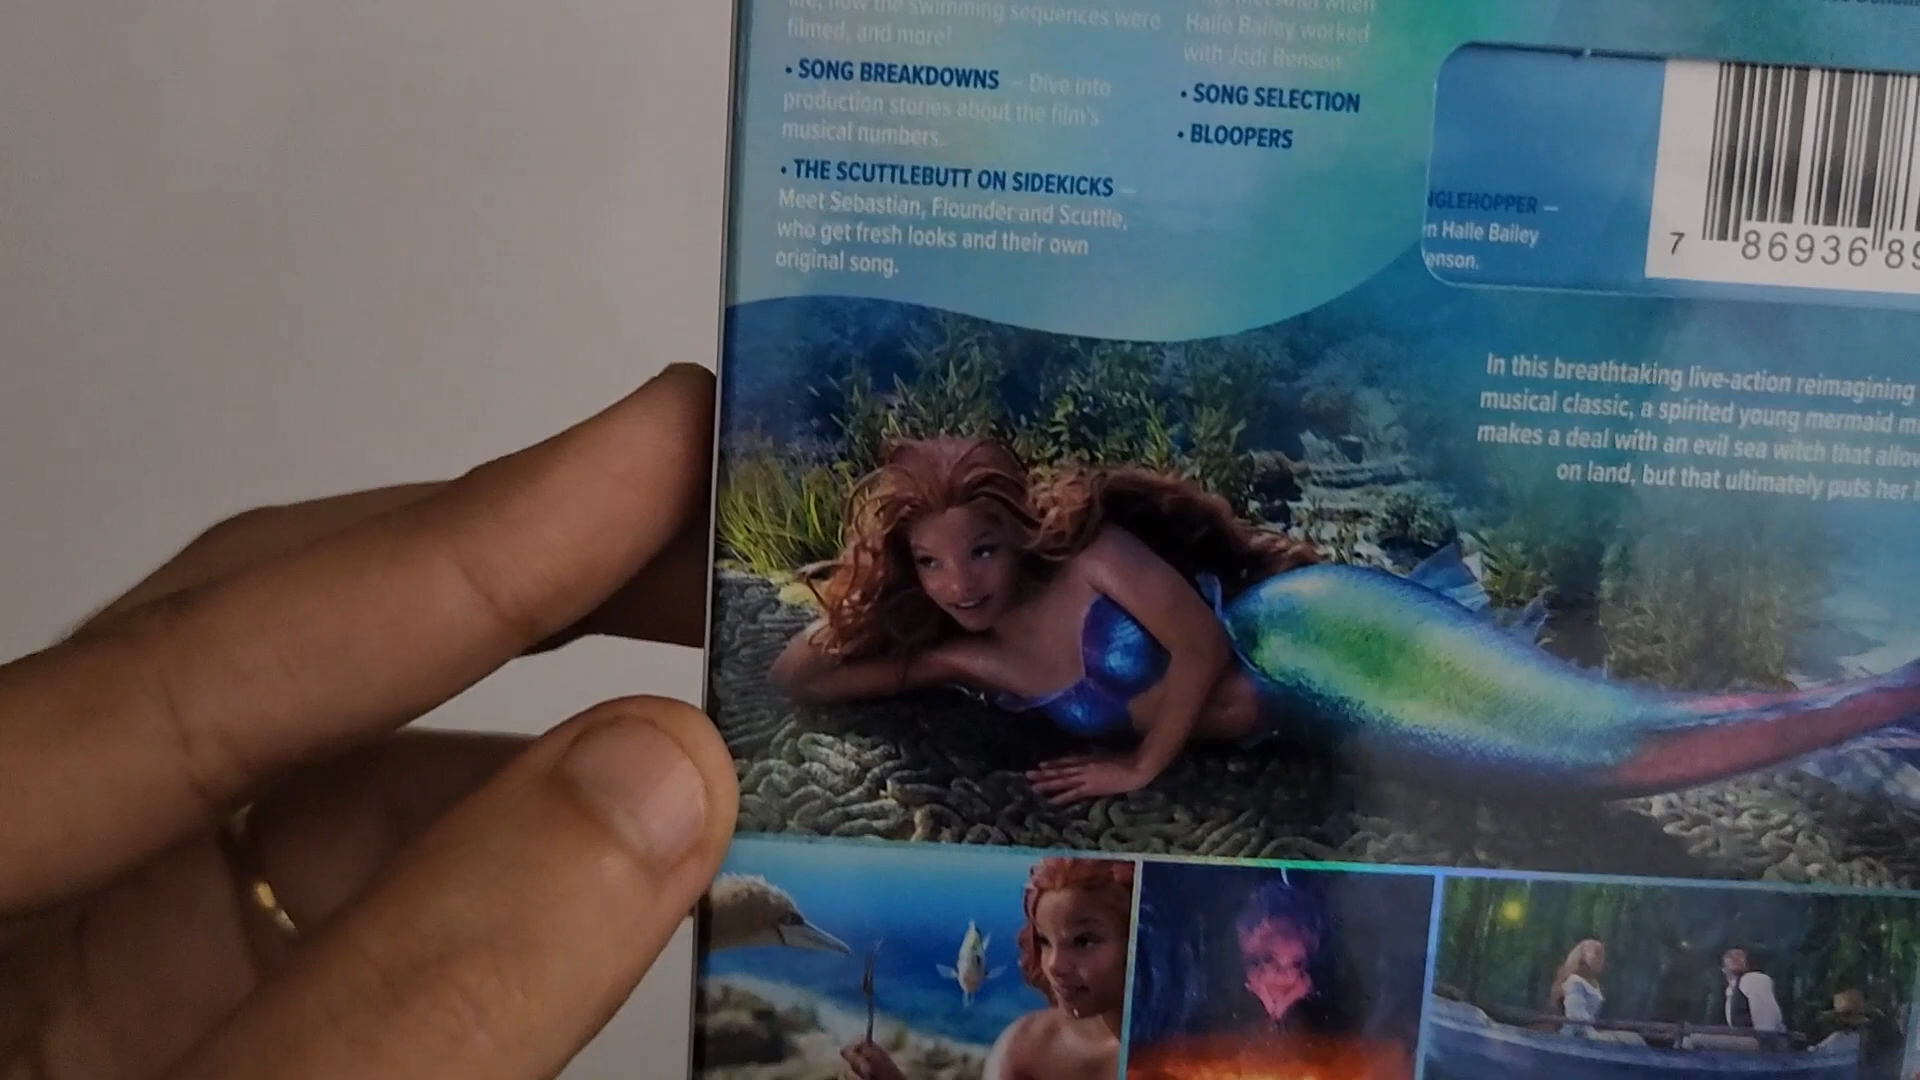 how the swimming sequences were
filmed, and more!
• SONG BREAKDOWNS – Dive into
production stories about the film's
musical numbers.
• THE SCUTTLEBUTT ON SIDEKICKS –
Meet Sebastian, Flounder and Scuttle,
who get fresh looks and their own
original song.
when
Halle Bailey worked
with Jodi Benson.
• SONG SELECTION
• BLOOPERS
NGLEHOPPER –
n Halle Bailey
enson.
7 86936 89
In this breathtaking live-action reimagining
musical classic, a spirited young mermaid m
makes a deal with an evil sea witch that allow
on land, but that ultimately puts her